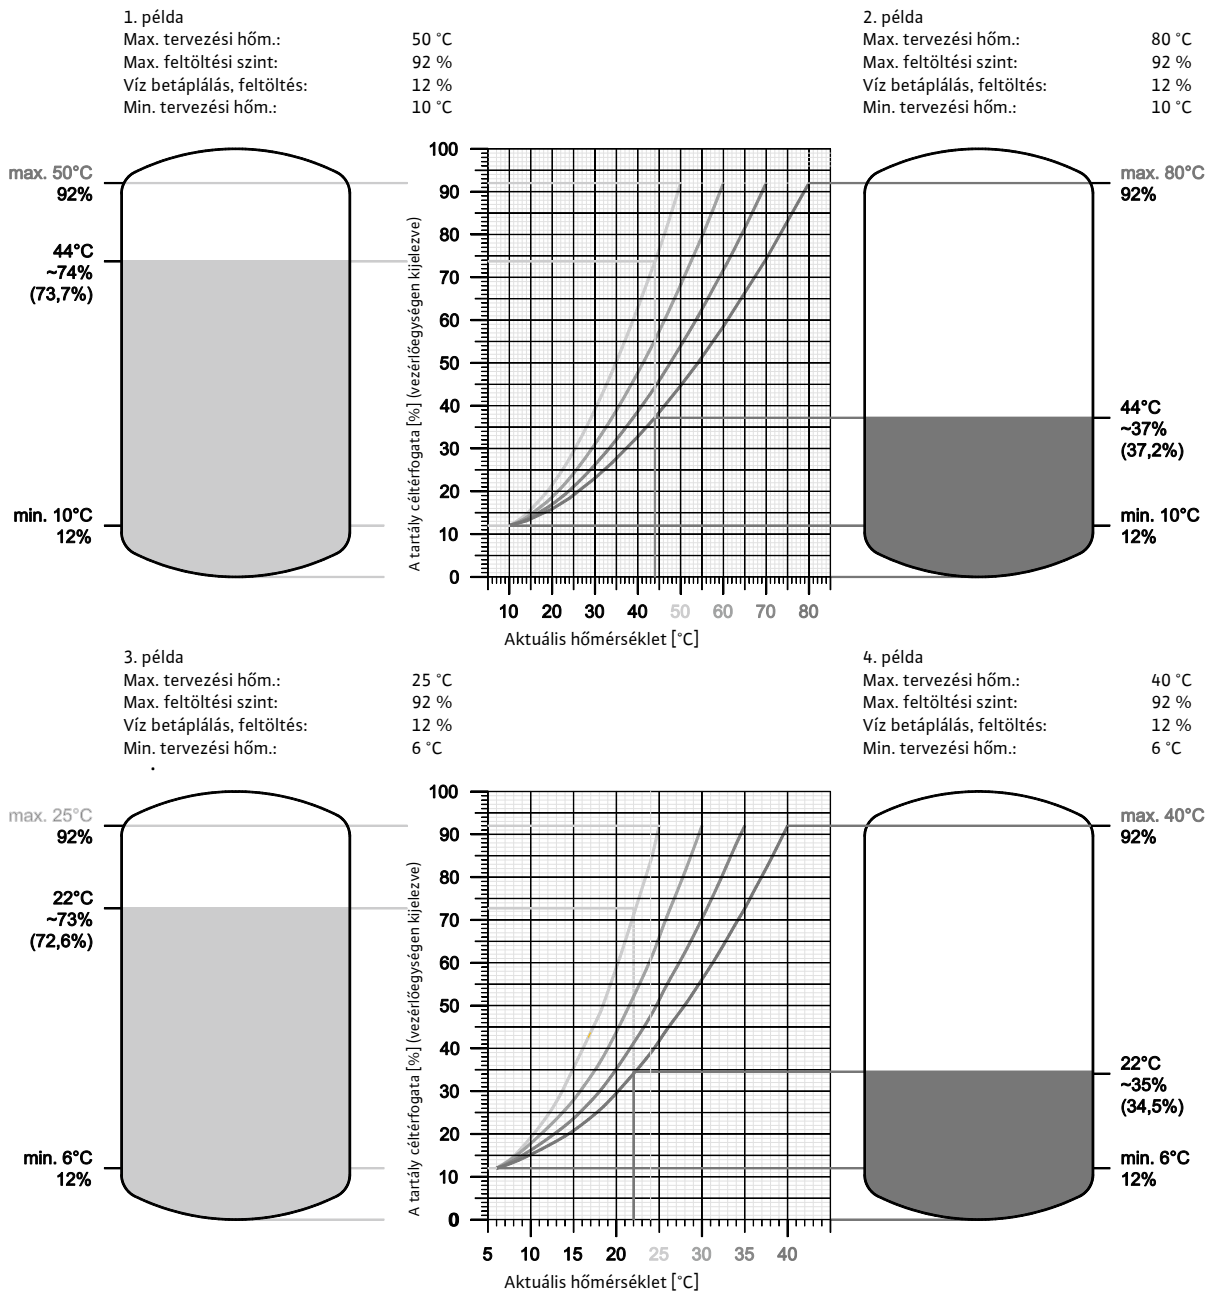 1. példa
Max. tervezési hőm.: 50 °C
Max. feltöltési szint: 92 %
Víz betáplálás, feltöltés: 12 %
Min. tervezési hőm.: 10 °C
2. példa
Max. tervezési hőm.: 80 °C
Max. feltöltési szint: 92 %
Víz betáplálás, feltöltés: 12 %
Min. tervezési hőm.: 10 °C
max. 50°C
92%
44°C
~74%
(73,7%)
min. 10°C
12%
A tartály céltérfogata [%] (vezérlőegységen kijelezve)
100
90
80
70
60
50
40
30
20
10
0
10 20 30 40 50 60 70 80
Aktuális hőmérséklet [°C]
max. 80°C
92%
44°C
~37%
(37,2%)
min. 10°C
12%
3. példa
Max. tervezési hőm.: 25 °C
Max. feltöltési szint: 92 %
Víz betáplálás, feltöltés: 12 %
Min. tervezési hőm.: 6 °C
4. példa
Max. tervezési hőm.: 40 °C
Max. feltöltési szint: 92 %
Víz betáplálás, feltöltés: 12 %
Min. tervezési hőm.: 6 °C
max. 25°C
92%
22°C
~73%
(72,6%)
min. 6°C
12%
A tartály céltérfogata [%] (vezérlőegységen kijelezve)
100
90
80
70
60
50
40
30
20
10
0
5 10 15 20 25 30 35 40
Aktuális hőmérséklet [°C]
max. 40°C
92%
22°C
~35%
(34,5%)
min. 6°C
12%